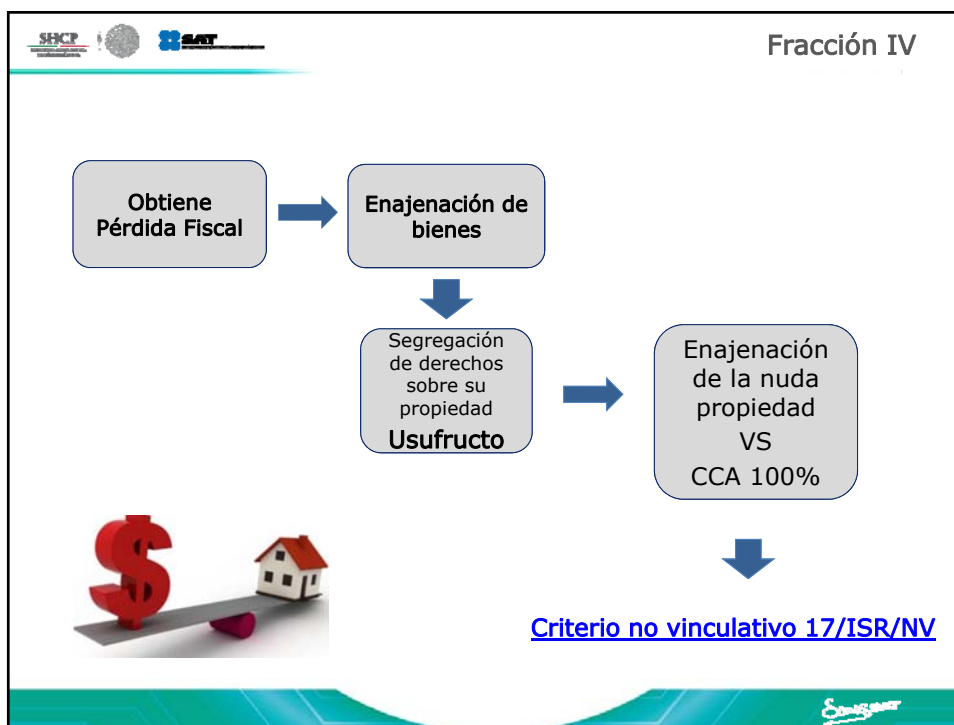 SHCP
SAT
Fracción IV
Obtiene
Pérdida Fiscal
Enajenación de
bienes
Segregación
de derechos
sobre su
propiedad
Usufructo
Enajenación
de la nuda
propiedad
VS
CCA 100%
$
Criterio no vinculativo 17/ISR/NV